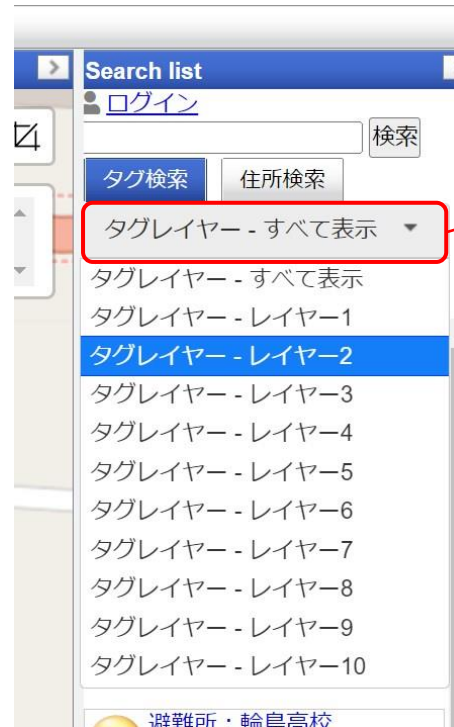 Search list
ログイン
検索
タグ検索 住所検索
タグレイヤー - すべて表示
タグレイヤー - すべて表示
タグレイヤー - レイヤー1
タグレイヤー - レイヤー2
タグレイヤー - レイヤー3
タグレイヤー - レイヤー4
タグレイヤー - レイヤー5
タグレイヤー - レイヤー6
タグレイヤー - レイヤー7
タグレイヤー - レイヤー8
タグレイヤー - レイヤー9
タグレイヤー - レイヤー10
避難所：輪島高校